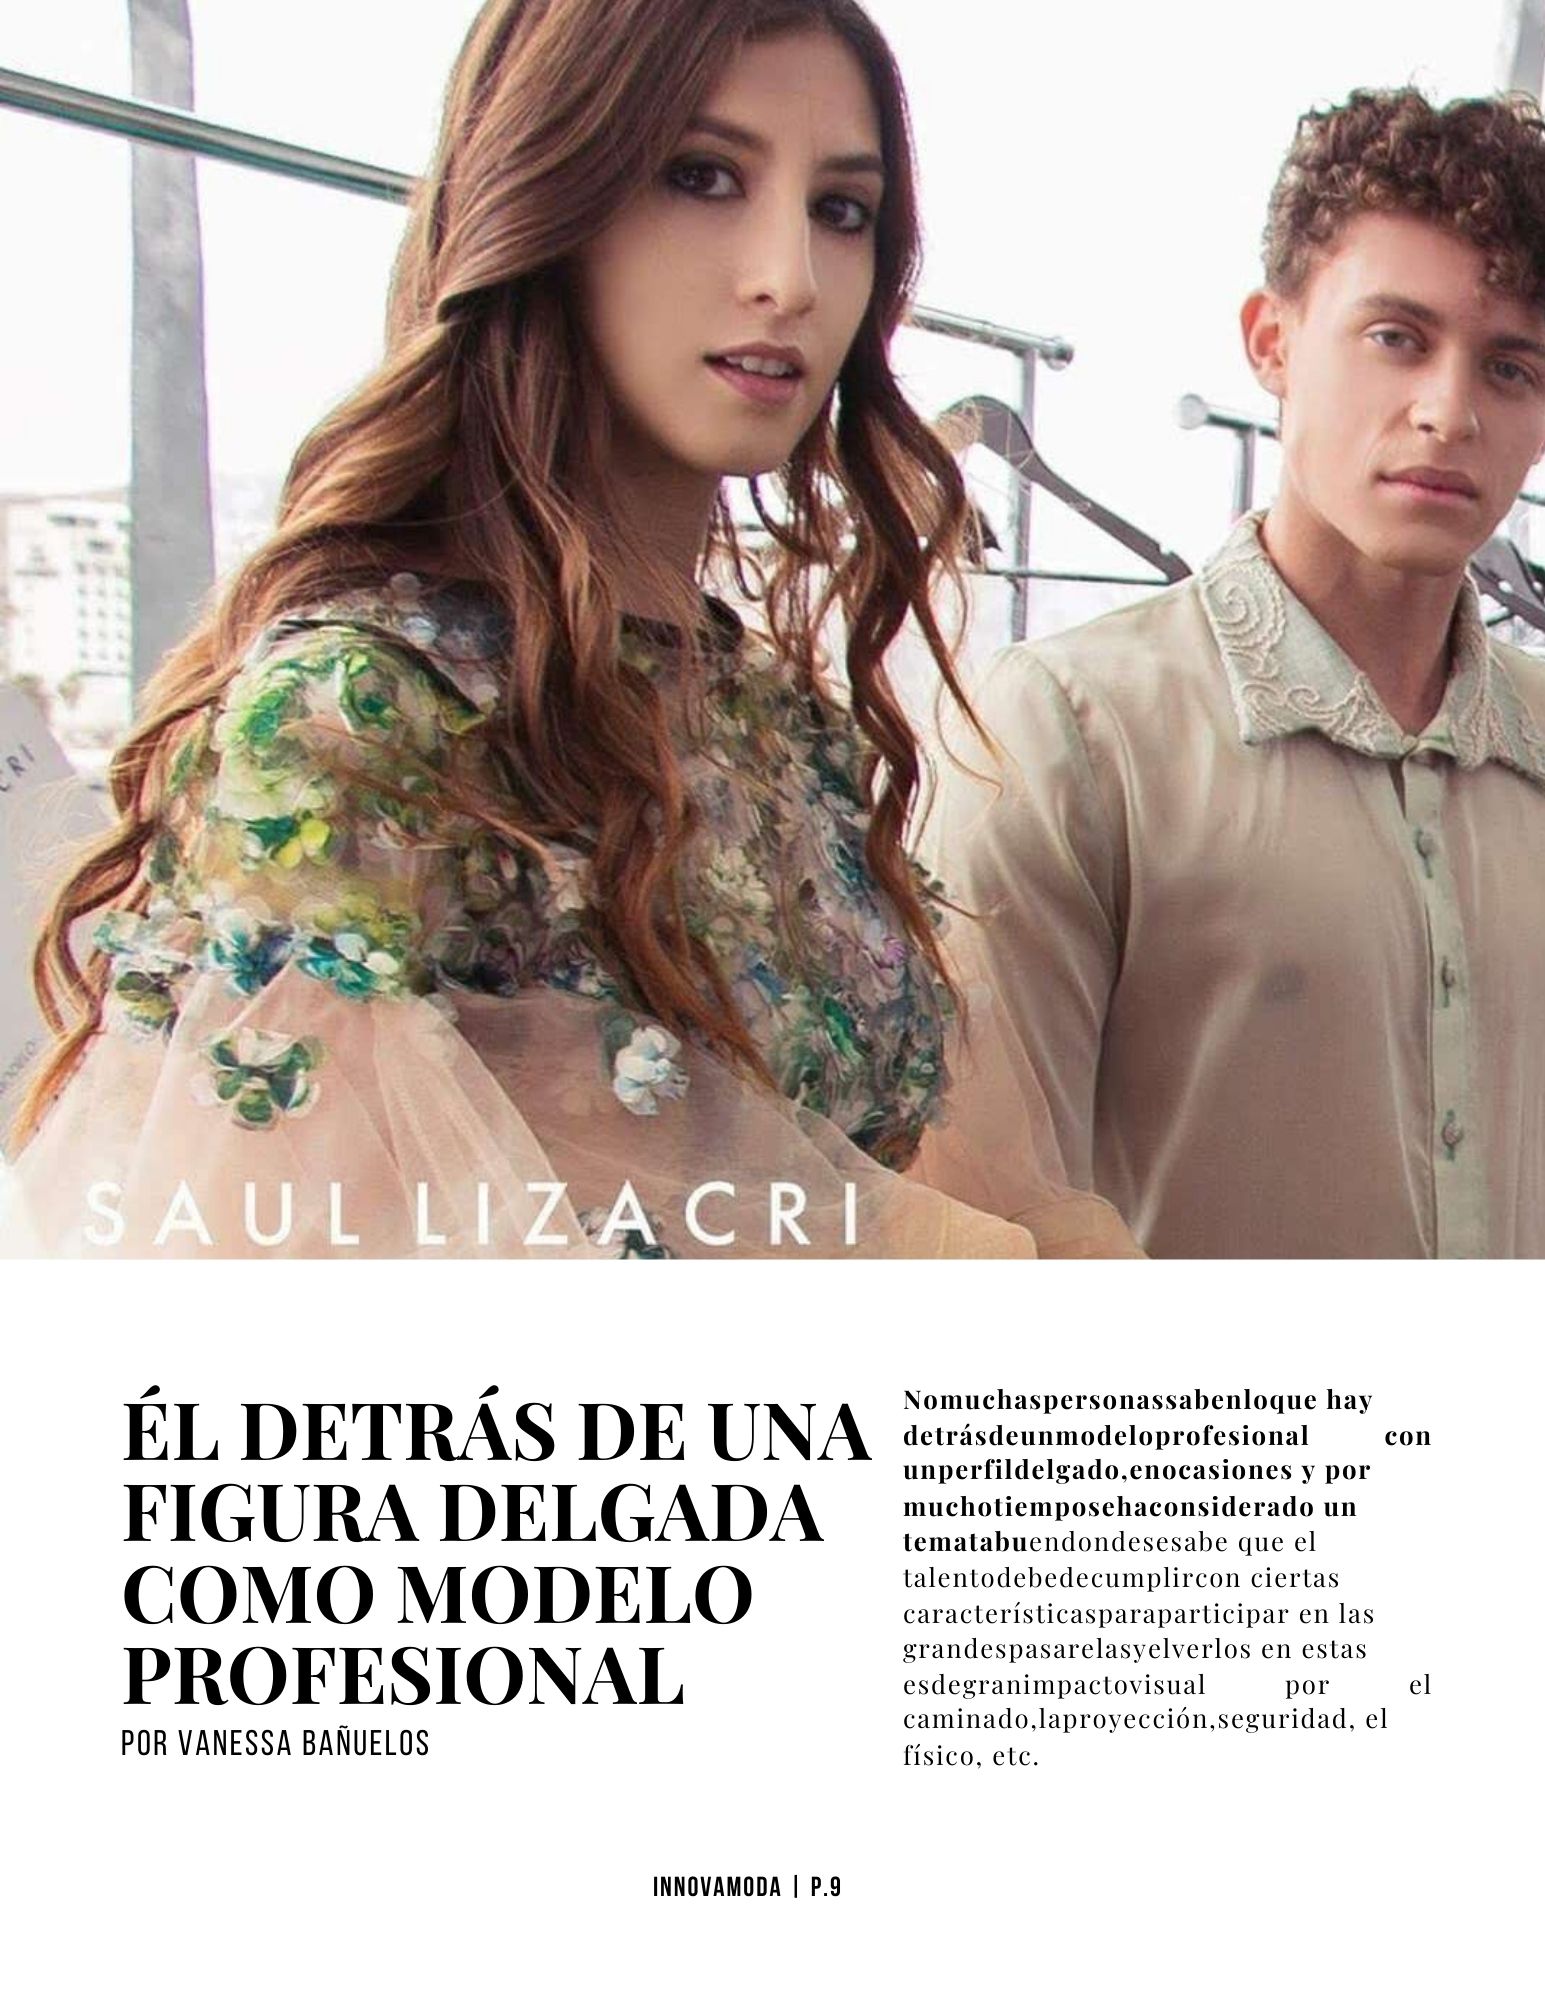 CRI
SAUL LIZACRI
ÉL DETRÁS DE UNA
FIGURA DELGADA
COMO MODELO
PROFESIONAL
POR VANESSA BAÑUELOS
Nomuchaspersonassabenloque hay
detrásdeunmodeloprofesional con
unperfildelgado,enocasiones y por
muchotiemposehaconsiderado un
tematabuendondesesabe que el
talentodebedecumplircon ciertas
característicasparaparticipar en las
grandespasarelasyelverlos en estas
esdegranimpactovisual por el
caminado,laproyección,seguridad, el
físico, etc.
INNOVAMODA | P.9